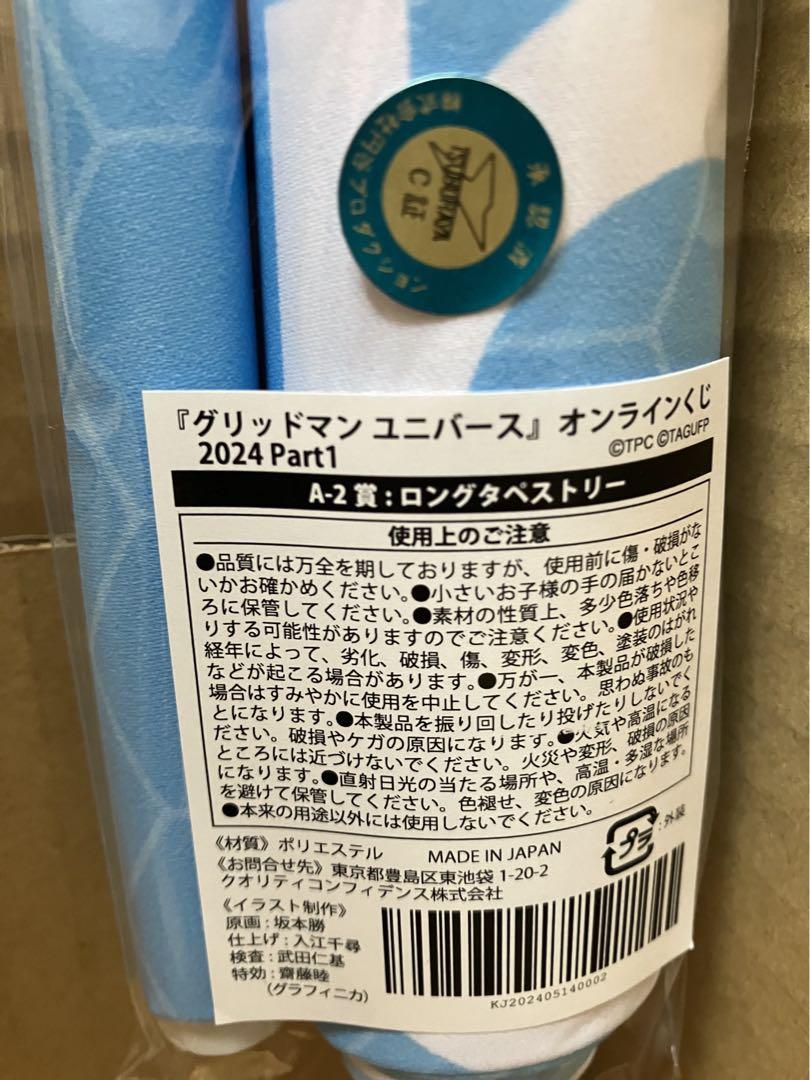 承認済
株式会社円谷プロダクション
TSUBURAYA
C 証
『グリッドマン ユニバース』オンラインくじ
2024 Part1
©TPC ©TAGUFP
A-2 賞 : ロングタペストリー
使用上のご注意
●品質には万全を期しておりますが、使用前に傷・破損がな
いかお確かめください。●小さいお子様の手の届かないとこ
ろに保管してください。●素材の性質上、多少色落ちや色移
りする可能性がありますのでご注意ください。●使用状況や
経年によって、劣化、破損、傷、変形、変色、塗装のはがれ
などが起こる場合があります。●万が一、本製品が破損した
場合はすみやかに使用を中止してください。思わぬ事故のも
とになります。●本製品を振り回したり投げたりしないでく
ださい。破損やケガの原因になります。●火気や高温になる
ところには近づけないでください。火災や変形、破損の原因
になります。●直射日光の当たる場所や、高温・多湿な場所
を避けて保管してください。色褪せ、変色の原因になります。
●本来の用途以外には使用しないでください。
《材質》ポリエステル MADE IN JAPAN
プラ : 外装
《お問合せ先》東京都豊島区東池袋 1-20-2
クオリティコンフィデンス株式会社
《イラスト制作》
原画 : 坂本勝
仕上げ : 入江千尋
検査 : 武田仁基
特効 : 齋藤睦
(グラフィニカ)
KJ202405140002